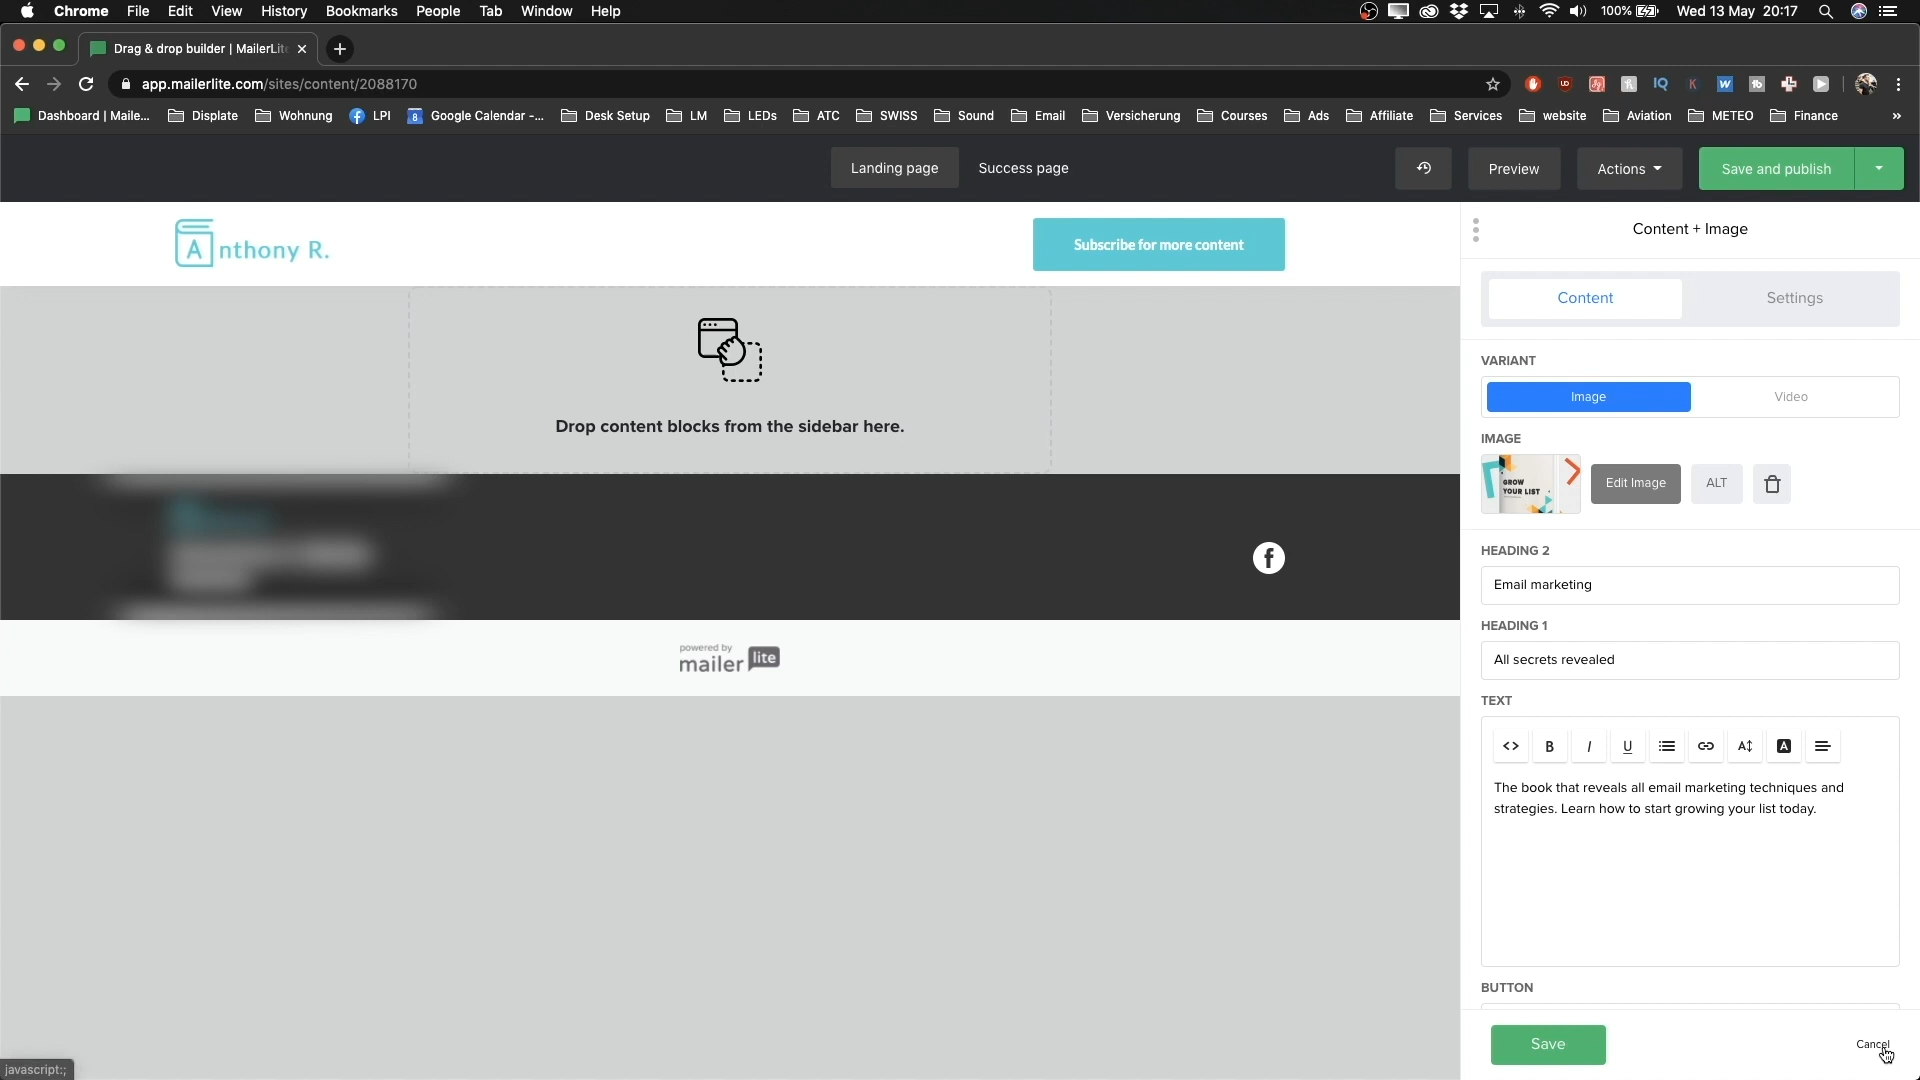 Chrome File Edit View History Bookmarks People Tab Window Help
100% Wed 13 May 20:17
Drag & drop builder | MailerLite
app.mailerlite.com/sites/content/2088170
Dashboard | Maile... Displate Wohnung LPI Google Calendar -... Desk Setup LM LEDs ATC SWISS Sound Email Versicherung Courses Ads Affiliate Services website Aviation METEO Finance »
Landing page Success page Preview Actions Save and publish
Anthony R.
Subscribe for more content
Drop content blocks from the sidebar here.
powered by
mailer lite
Content + Image
Content Settings
VARIANT
Image Video
IMAGE
GROW
YOUR LIST
Edit Image ALT
HEADING 2
Email marketing
HEADING 1
All secrets revealed
TEXT
The book that reveals all email marketing techniques and
strategies. Learn how to start growing your list today.
BUTTON
Save Cancel
javascript:;